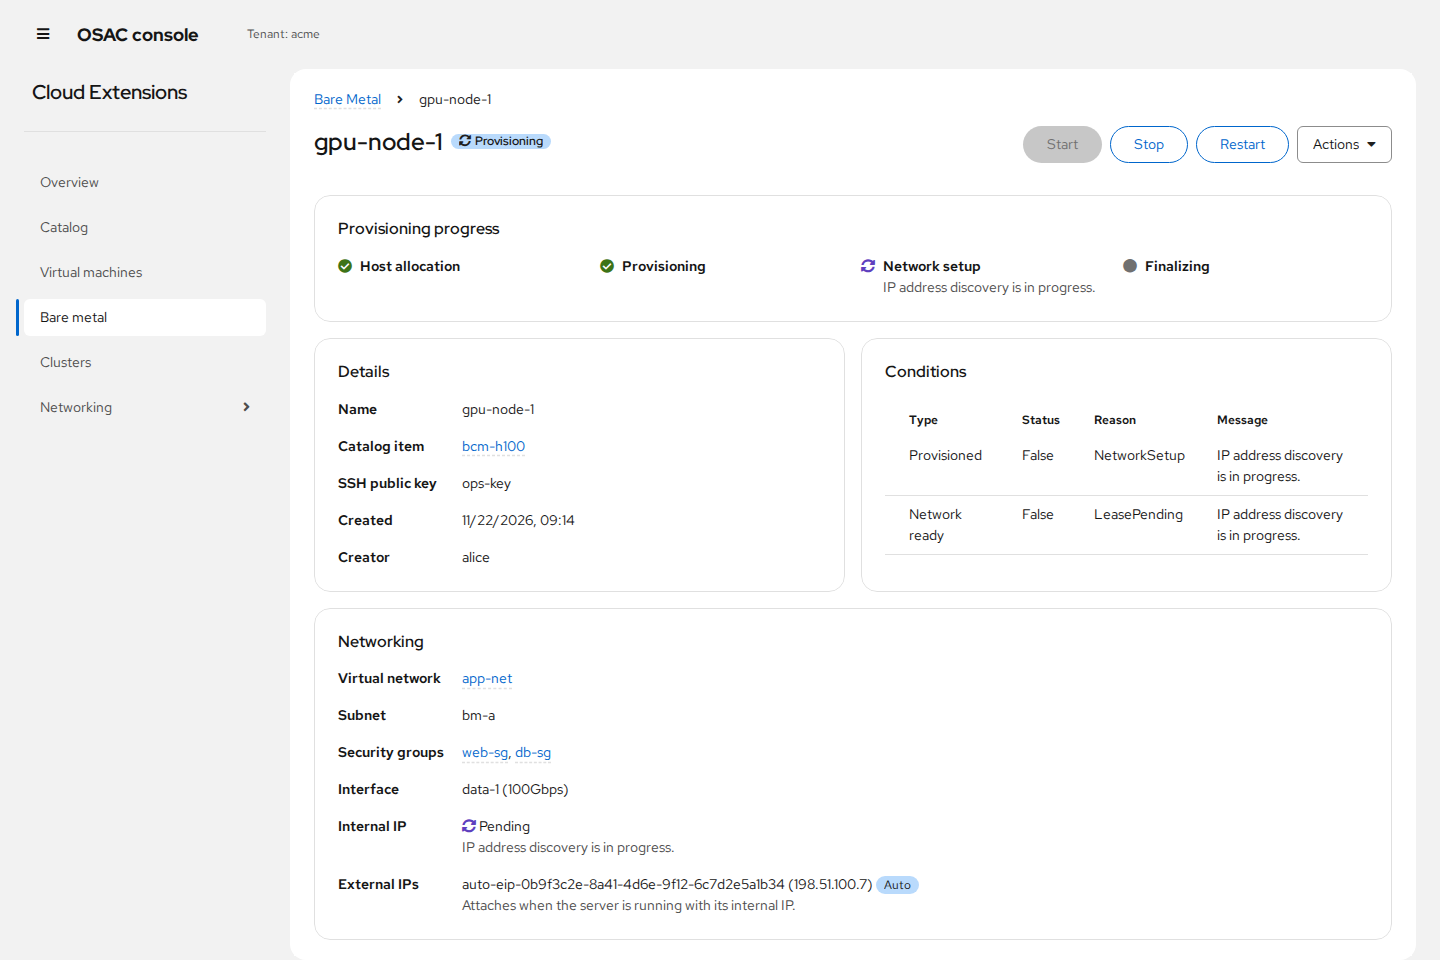 OSAC console
Tenant: acme
Cloud Extensions
Overview
Catalog
Virtual machines
Bare metal
Clusters
Networking
Bare Metal > gpu-node-1
gpu-node-1 Provisioning
Start Stop Restart Actions
Provisioning progress
Host allocation
Provisioning
Network setup
IP address discovery is in progress.
Finalizing
Details
Name gpu-node-1
Catalog item bcm-h100
SSH public key ops-key
Created 11/22/2026, 09:14
Creator alice
Conditions
Type Status Reason Message
Provisioned False NetworkSetup IP address discovery
is in progress.
Network False LeasePending IP address discovery
ready is in progress.
Networking
Virtual network app-net
Subnet bm-a
Security groups web-sg, db-sg
Interface data-1 (100Gbps)
Internal IP Pending
IP address discovery is in progress.
External IPs auto-eip-0b9f3c2e-8a41-4d6e-9f12-6c7d2e5a1b34 (198.51.100.7) Auto
Attaches when the server is running with its internal IP.